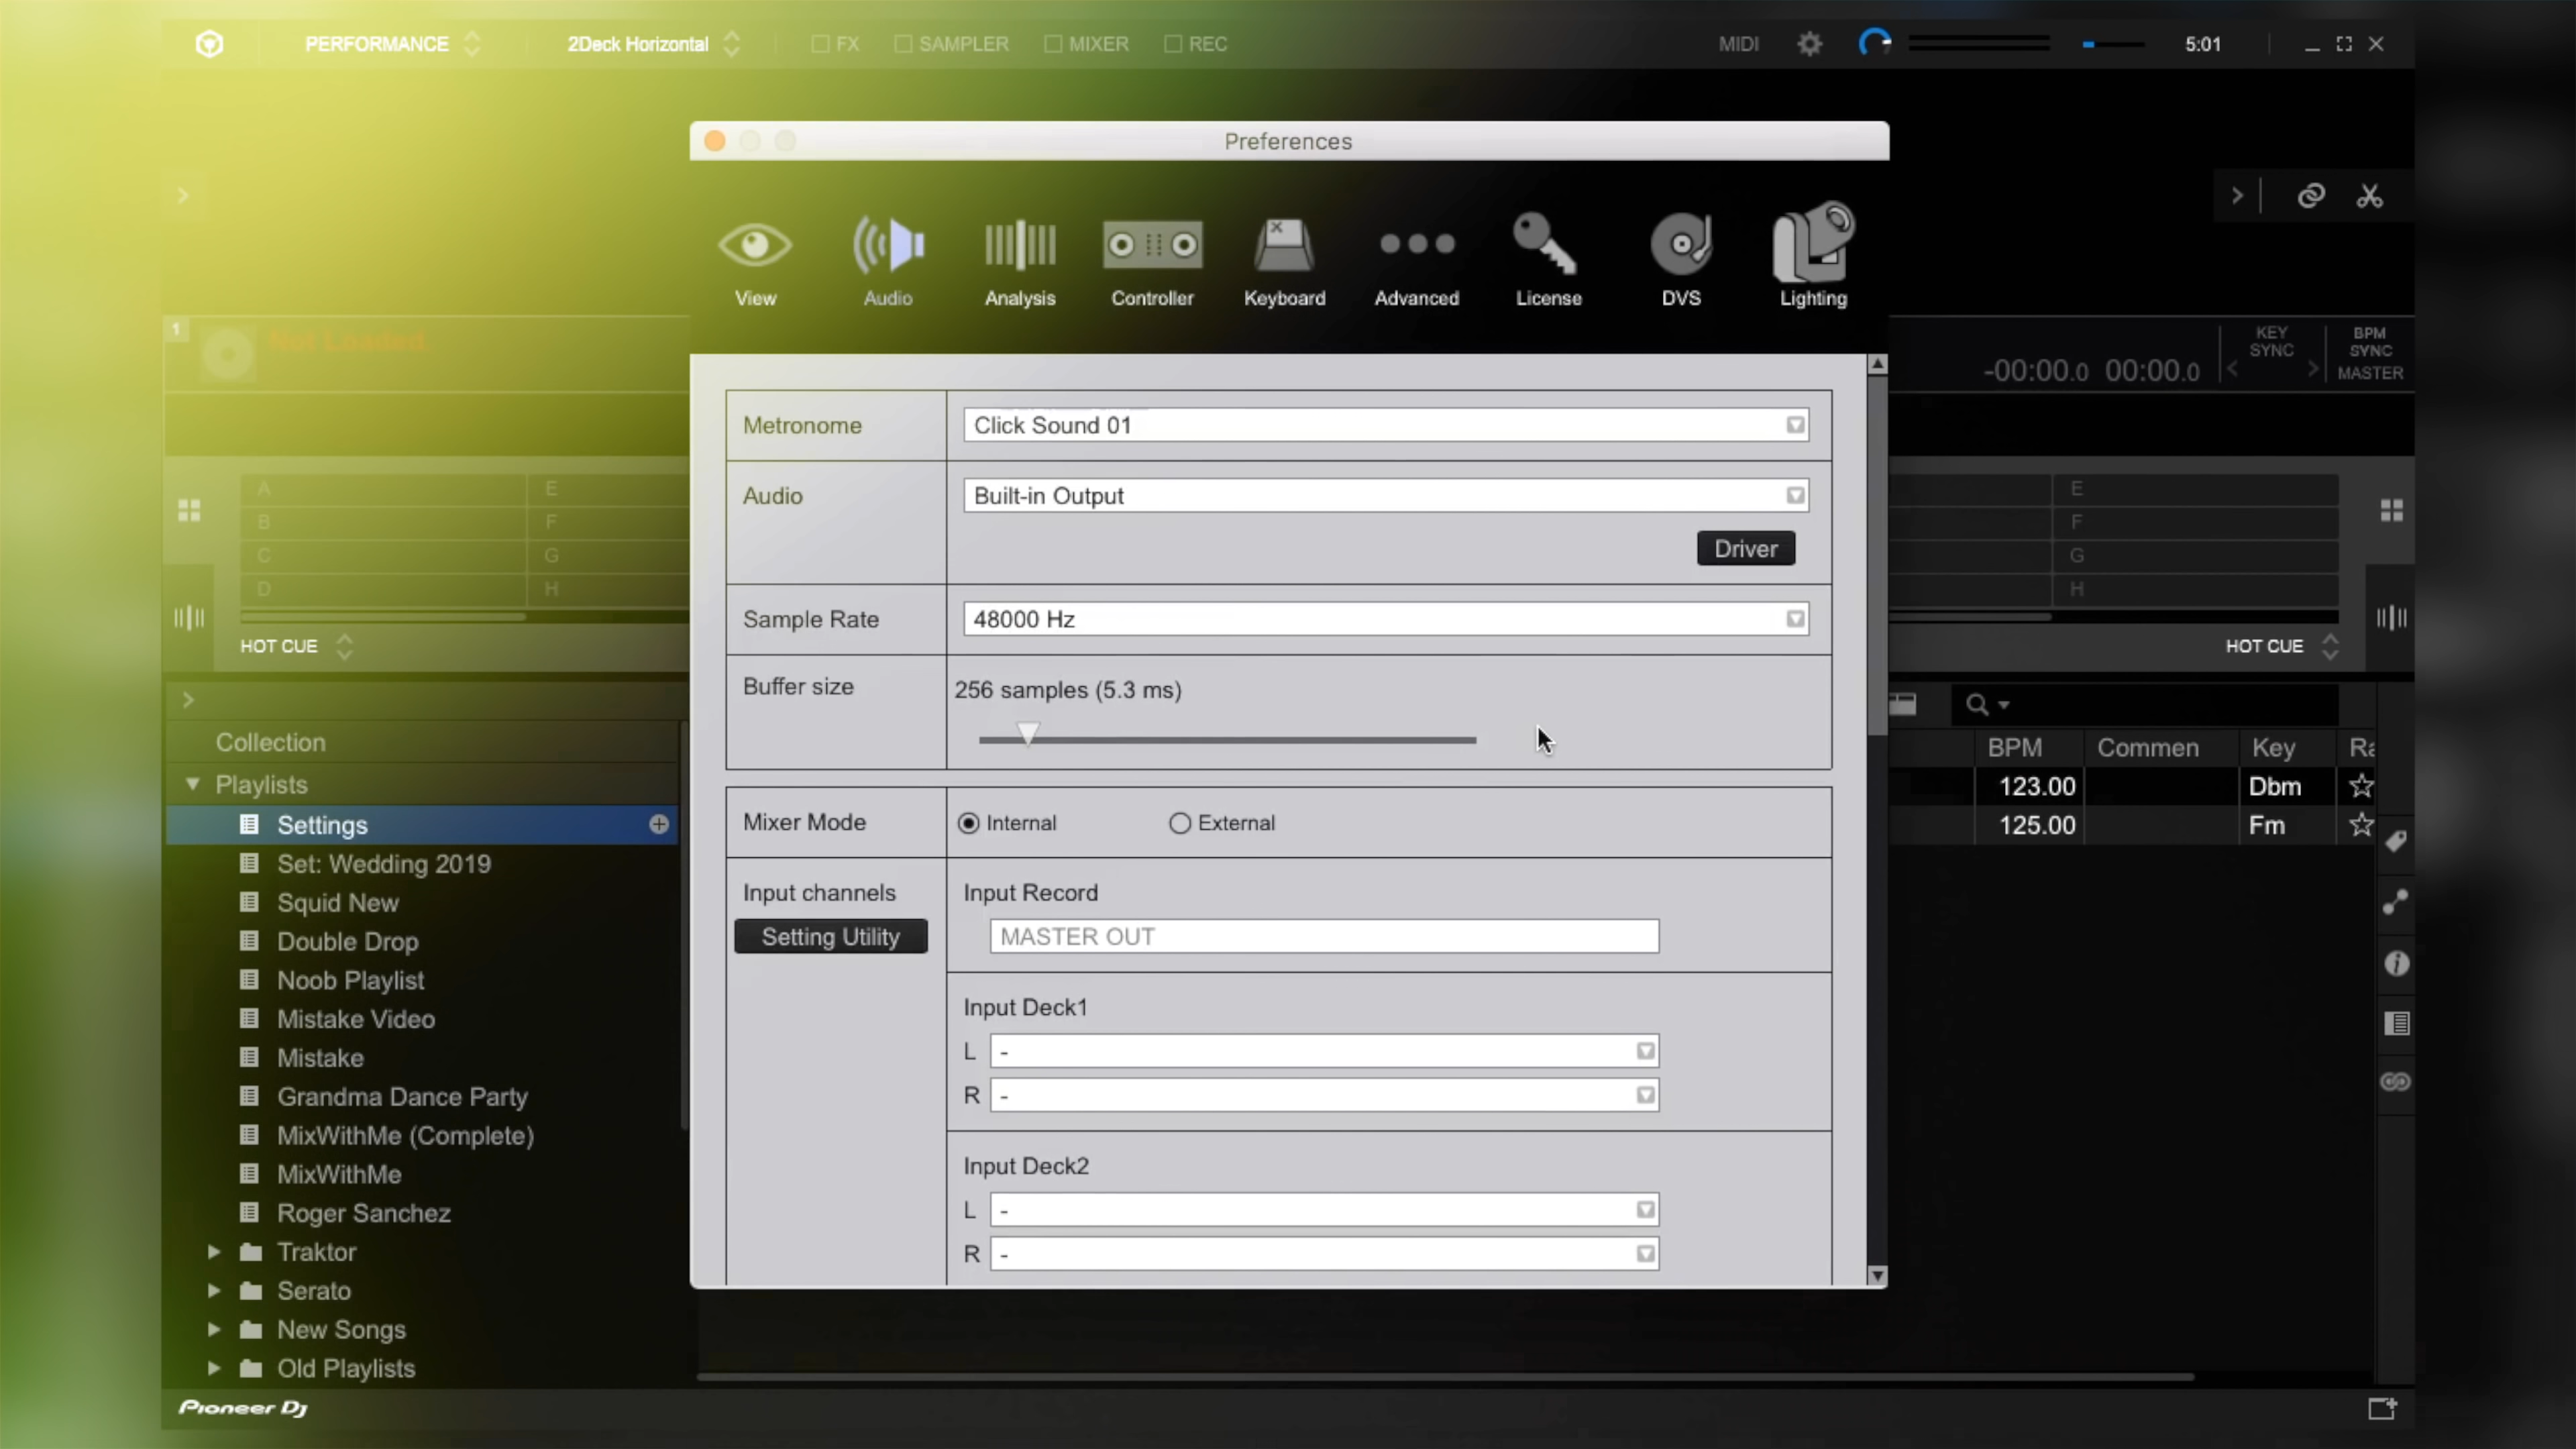 PERFORMANCE
2Deck Horizontal
FX
SAMPLER
MIXER
REC
MIDI
5:01
Preferences
View
Audio
Analysis
Controller
Keyboard
Advanced
License
DVS
Lighting
1
Not Loaded
-00:00.0 00:00.0
KEY
SYNC
BPM
SYNC
MASTER
Metronome
Click Sound 01
Audio
Built-in Output
Driver
Sample Rate
48000 Hz
Buffer size
256 samples (5.3 ms)
Mixer Mode
Internal
External
Input channels
Setting Utility
Input Record
MASTER OUT
Input Deck1
L -
R -
Input Deck2
L -
R -
A
B
C
D
E
F
G
H
HOT CUE
E
F
G
H
HOT CUE
Collection
Playlists
Settings
Set: Wedding 2019
Squid New
Double Drop
Noob Playlist
Mistake Video
Mistake
Grandma Dance Party
MixWithMe (Complete)
MixWithMe
Roger Sanchez
Traktor
Serato
New Songs
Old Playlists
BPM Commen Key Ra
123.00 Dbm
125.00 Fm
Pioneer Dj